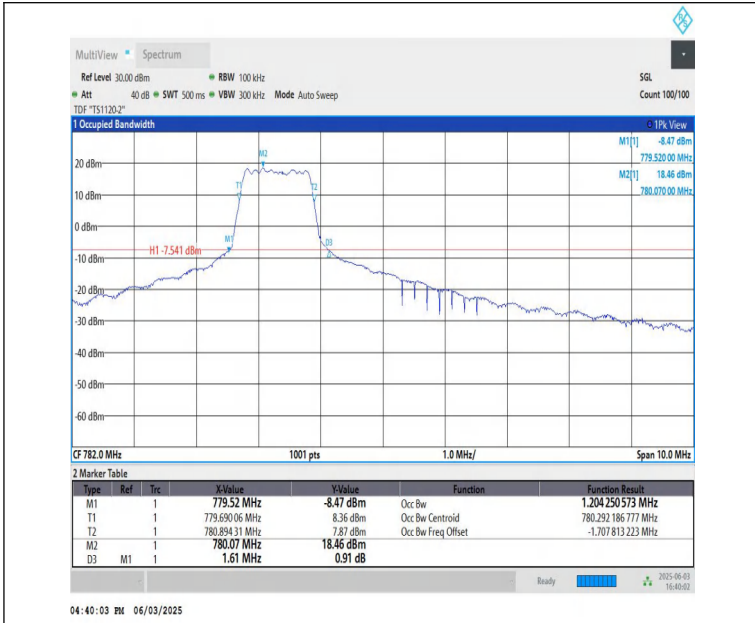 R S
MultiView Spectrum
Ref Level 30.00 dBm RBW 100 kHz SGL
Att 40 dB SWT 500 ms VBW 300 kHz Mode Auto Sweep Count 100/100
TDF "TS1120-2"
1 Occupied Bandwidth 1Pk View
M1[1] -8.47 dBm
779.520 00 MHz
M2[1] 18.46 dBm
780.070 00 MHz
M2
20 dBm
T1 T2
10 dBm
0 dBm
M1 D3
H1 -7.541 dBm
-10 dBm
-20 dBm
-30 dBm
-40 dBm
-50 dBm
-60 dBm
CF 782.0 MHz 1001 pts 1.0 MHz/ Span 10.0 MHz
2 Marker Table
Type Ref Trc X-Value Y-Value Function Function Result
M1 1 779.52 MHz -8.47 dBm Occ Bw 1.204 250 573 MHz
T1 1 779.690 06 MHz 8.36 dBm Occ Bw Centroid 780.292 186 777 MHz
T2 1 780.894 31 MHz 7.87 dBm Occ Bw Freq Offset -1.707 813 223 MHz
M2 1 780.07 MHz 18.46 dBm
D3 M1 1 1.61 MHz 0.91 dB
Ready 2025-06-03
16:40:02
04:40:03 PM 06/03/2025